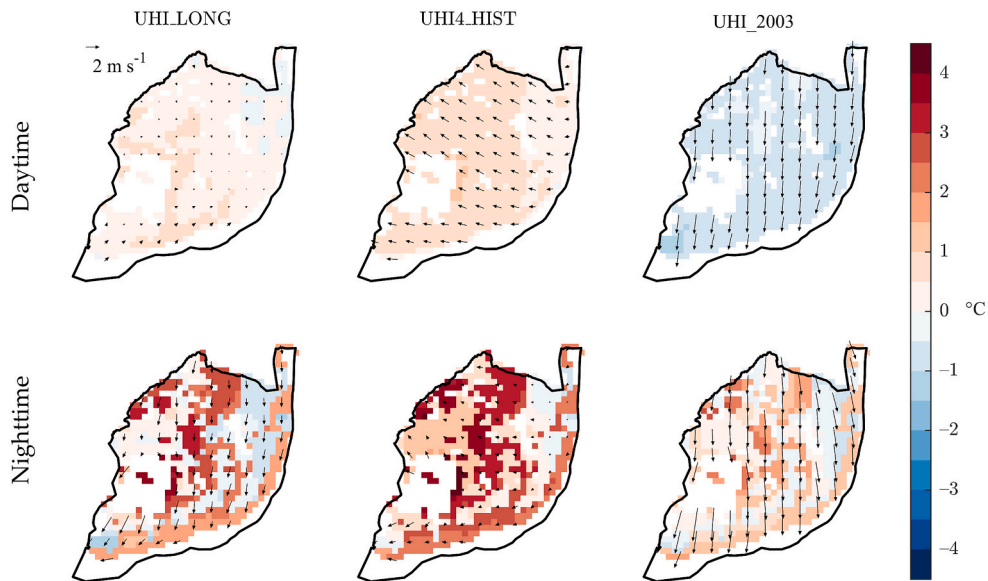 UHI_LONG
UHI4_HIST
UHI_2003
2 m s⁻¹
Daytime
Nighttime
4
3
2
1
0
−1
−2
−3
−4
°C